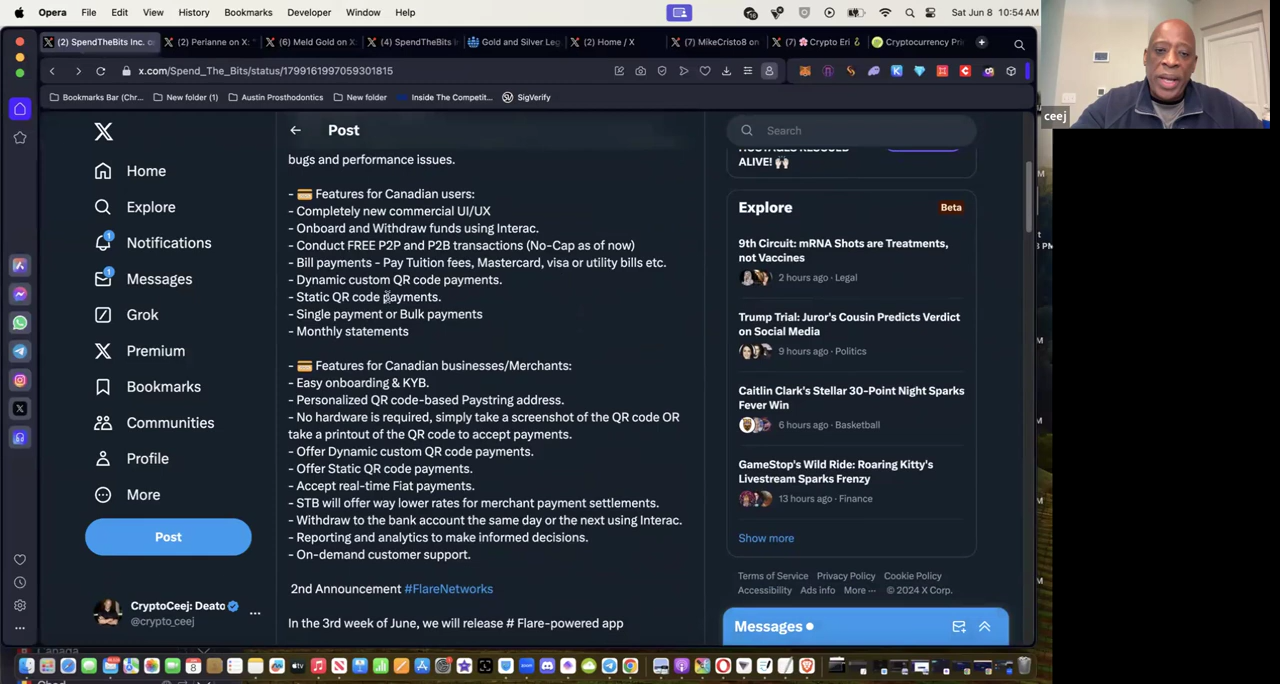 Opera File Edit View History Bookmarks Developer Window Help
Sat Jun 8 10:54 AM
(2) SpendTheBits Inc. o
(2) Perianne on X:
(6) Meld Gold on X:
(4) SpendTheBits I
Gold and Silver Leg
(2) Home / X
(7) MikeCristo8 on
(7) 🌸 Crypto Eri
Cryptocurrency Pri
x.com/Spend_The_Bits/status/1799161997059301815
Bookmarks Bar (Chr...
New folder (1)
Austin Prosthodontics
New folder
Inside The Competit...
SigVerify
ceej
Home
Explore
Notifications
Messages
Grok
Premium
Bookmarks
Communities
Profile
More
Post
CryptoCeej: Deato
@crypto_ceej
Post
bugs and performance issues.
- 💳 Features for Canadian users:
- Completely new commercial UI/UX
- Onboard and Withdraw funds using Interac.
- Conduct FREE P2P and P2B transactions (No-Cap as of now)
- Bill payments - Pay Tuition fees, Mastercard, visa or utility bills etc.
- Dynamic custom QR code payments.
- Static QR code payments.
- Single payment or Bulk payments
- Monthly statements
- 💳 Features for Canadian businesses/Merchants:
- Easy onboarding & KYB.
- Personalized QR code-based Paystring address.
- No hardware is required, simply take a screenshot of the QR code OR
take a printout of the QR code to accept payments.
- Offer Dynamic custom QR code payments.
- Offer Static QR code payments.
- Accept real-time Fiat payments.
- STB will offer way lower rates for merchant payment settlements.
- Withdraw to the bank account the same day or the next using Interac.
- Reporting and analytics to make informed decisions.
- On-demand customer support.
2nd Announcement #FlareNetworks
In the 3rd week of June, we will release # Flare-powered app
Search
HOSTAGES RESCUED
ALIVE! 🙌🏻
Explore
Beta
9th Circuit: mRNA Shots are Treatments,
not Vaccines
2 hours ago · Legal
Trump Trial: Juror's Cousin Predicts Verdict
on Social Media
9 hours ago · Politics
Caitlin Clark's Stellar 30-Point Night Sparks
Fever Win
6 hours ago · Basketball
GameStop's Wild Ride: Roaring Kitty's
Livestream Sparks Frenzy
13 hours ago · Finance
Show more
Terms of Service Privacy Policy Cookie Policy
Accessibility Ads info More ··· © 2024 X Corp.
Messages